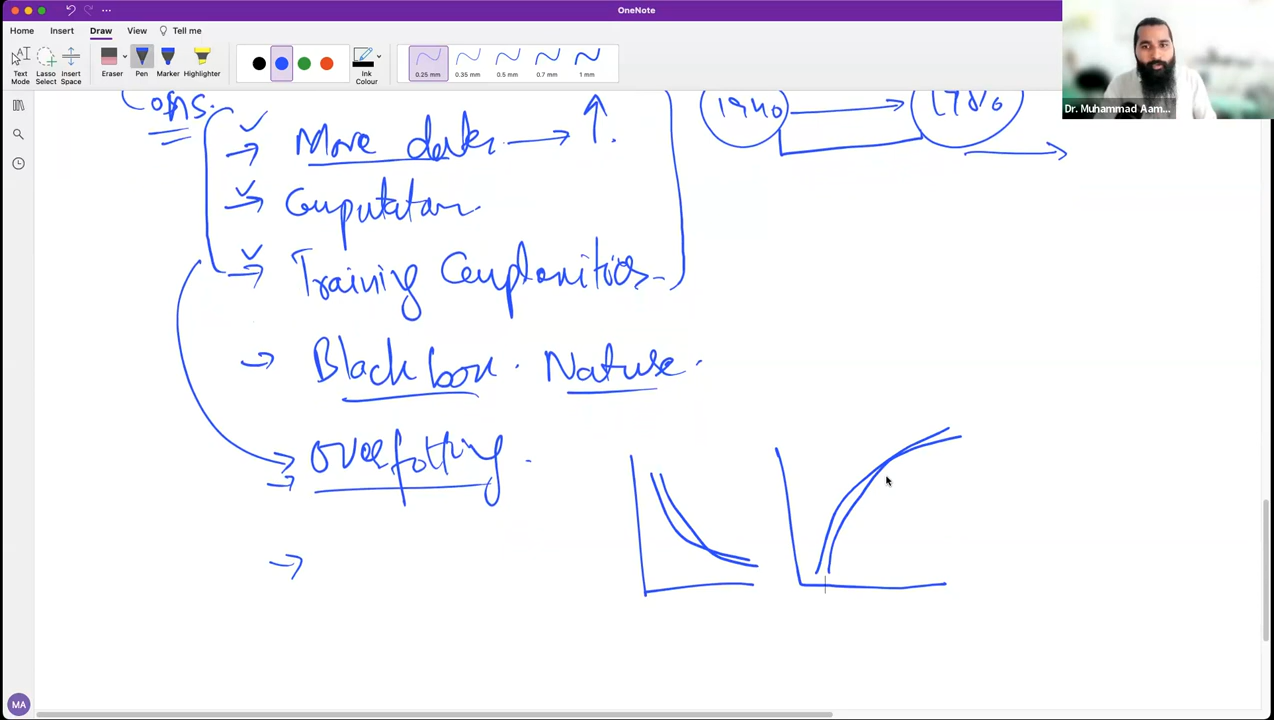 OneNote
Home Insert Draw View Tell me
Text Mode Lasso Select Insert Space Eraser Pen Marker Highlighter Ink Colour 0.25 mm 0.35 mm 0.5 mm 0.7 mm 1 mm
Dr. Muhammad Aam...
Cons.
1940
More data
Computation
Training
Black box. Nature.
Overfitting.
MA